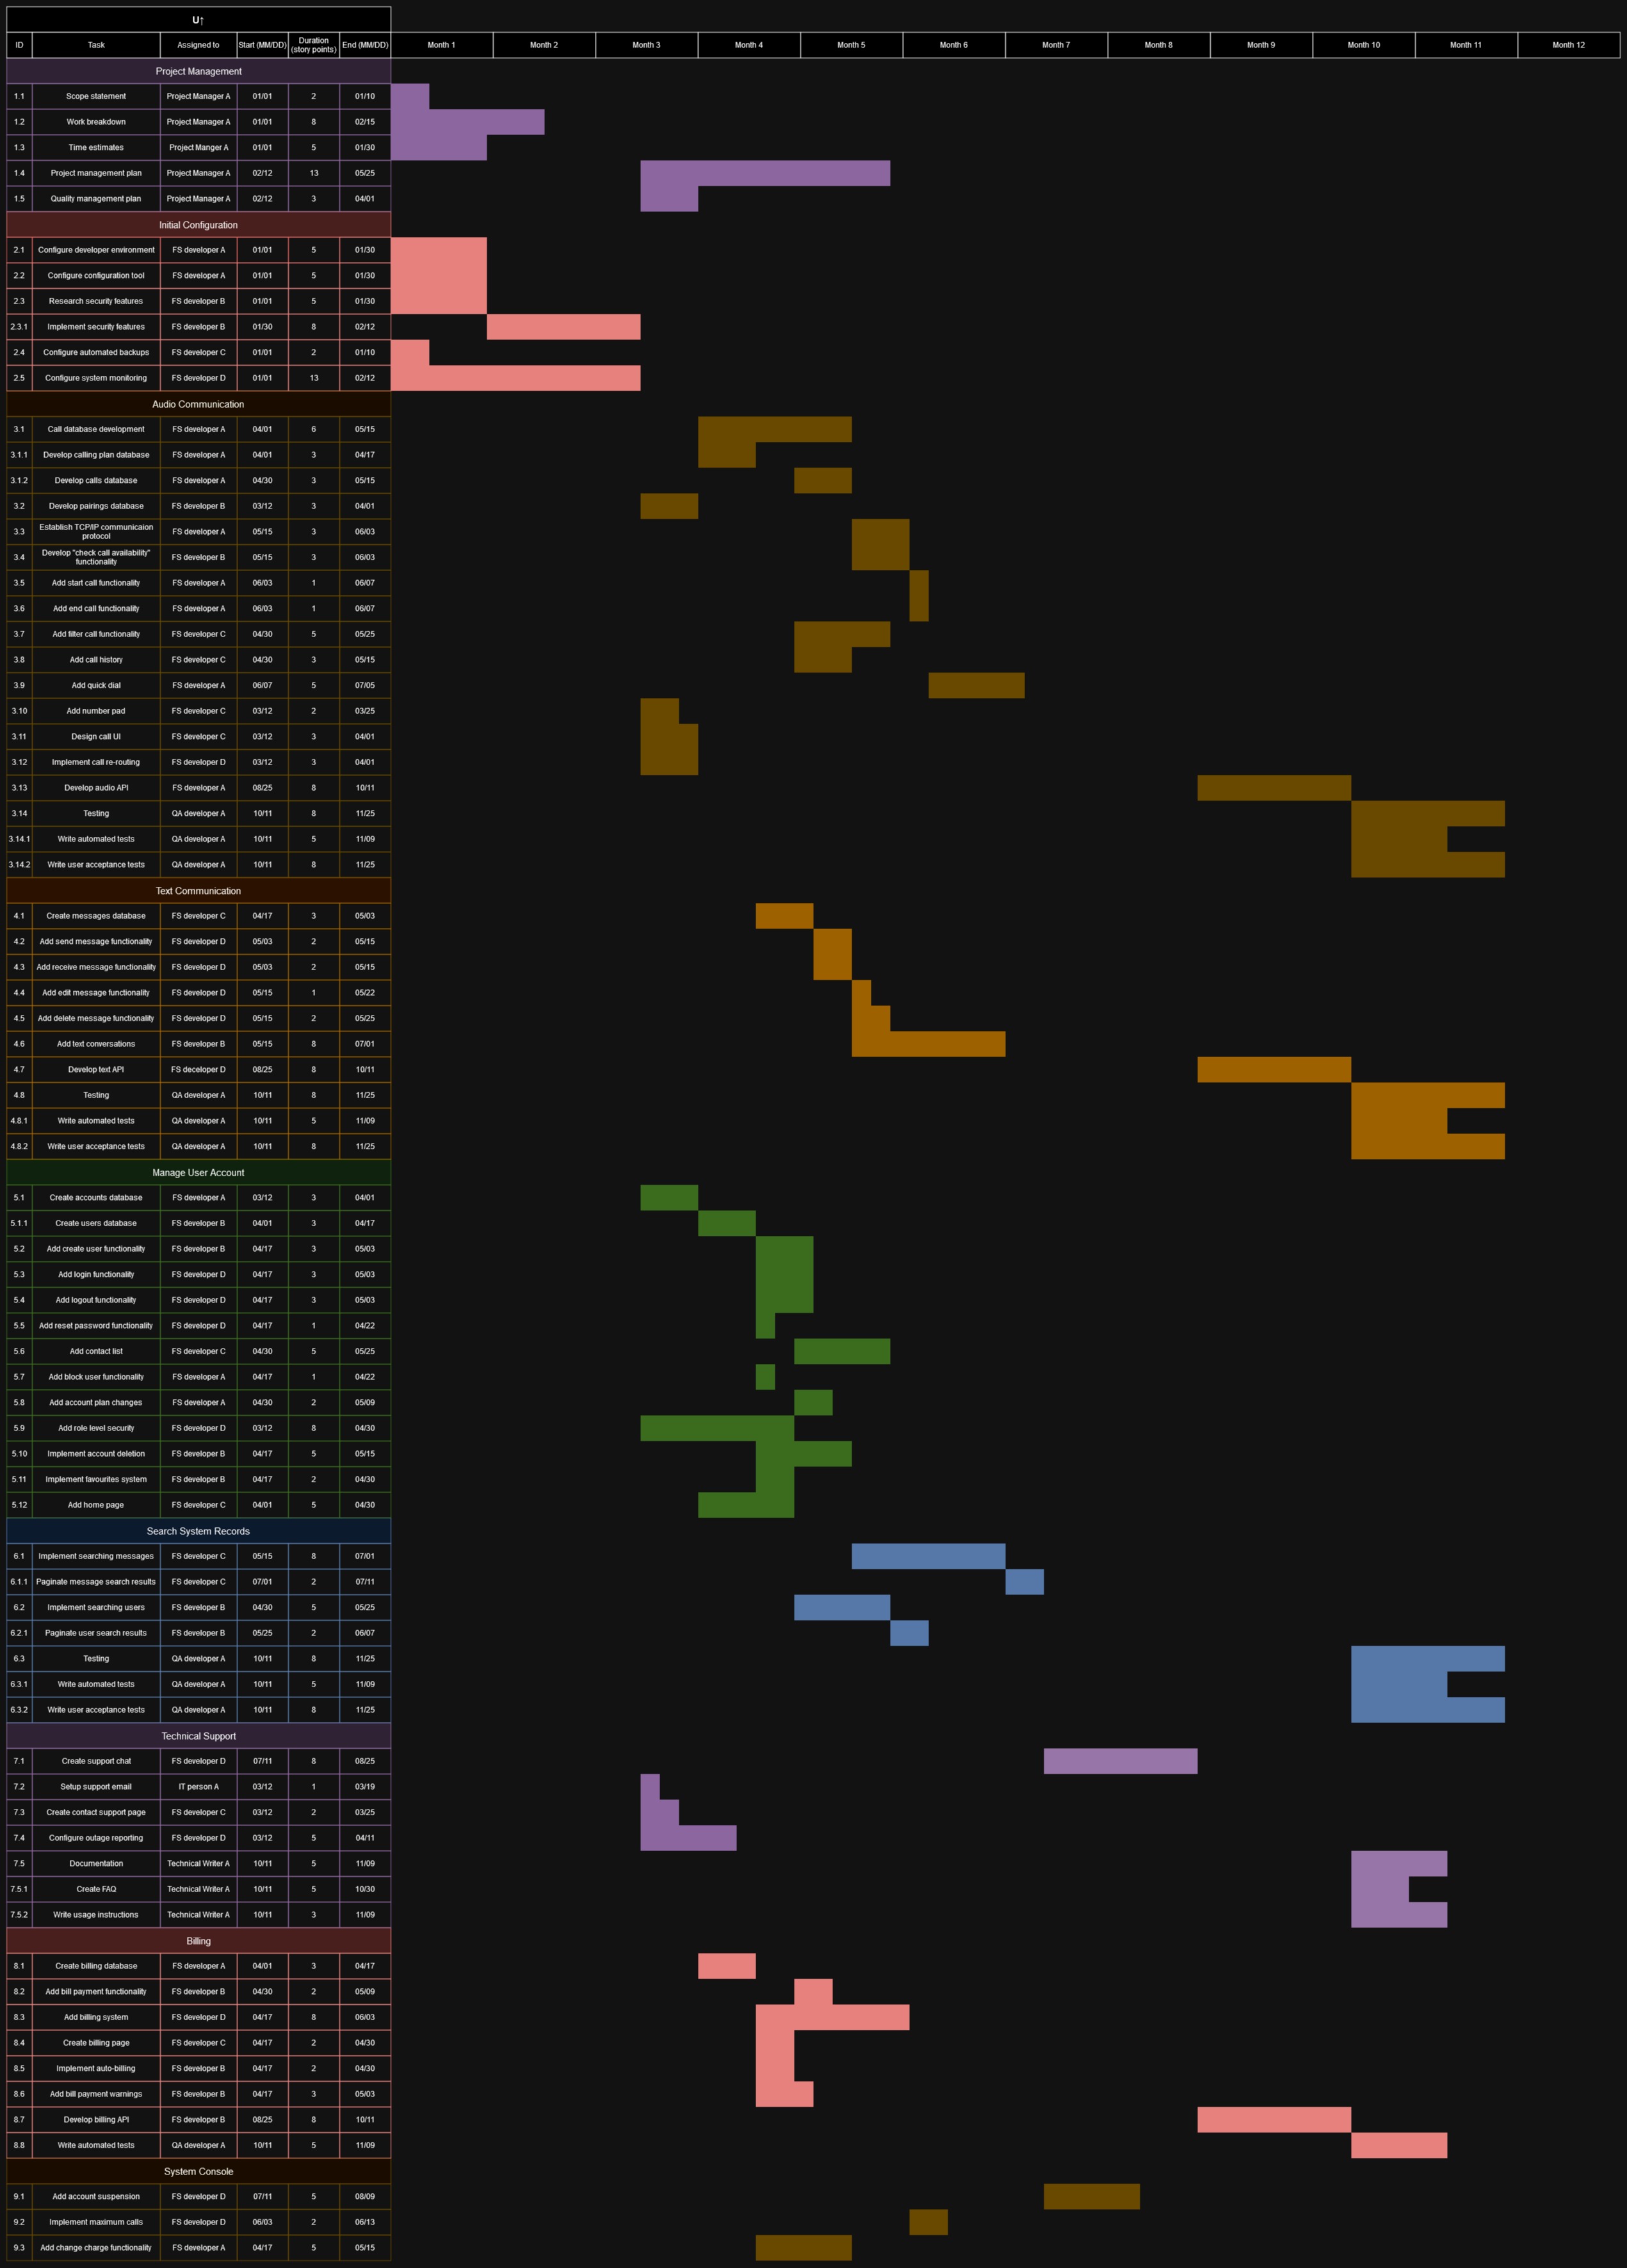 U↑
ID Task Assigned to Start (MM/DD) Duration (story points) End (MM/DD) Month 1 Month 2 Month 3 Month 4 Month 5 Month 6 Month 7 Month 8 Month 9 Month 10 Month 11 Month 12
Project Management
1.1 Scope statement Project Manager A 01/01 2 01/10
1.2 Work breakdown Project Manager A 01/01 8 02/15
1.3 Time estimates Project Manger A 01/01 5 01/30
1.4 Project management plan Project Manager A 02/12 13 05/25
1.5 Quality management plan Project Manager A 02/12 3 04/01
Initial Configuration
2.1 Configure developer environment FS developer A 01/01 5 01/30
2.2 Configure configuration tool FS developer A 01/01 5 01/30
2.3 Research security features FS developer B 01/01 5 01/30
2.3.1 Implement security features FS developer B 01/30 8 02/12
2.4 Configure automated backups FS developer C 01/01 2 01/10
2.5 Configure system monitoring FS developer D 01/01 13 02/12
Audio Communication
3.1 Call database development FS developer A 04/01 6 05/15
3.1.1 Develop calling plan database FS developer A 04/01 3 04/17
3.1.2 Develop calls database FS developer A 04/30 3 05/15
3.2 Develop pairings database FS developer B 03/12 3 04/01
3.3 Establish TCP/IP communicaion protocol FS developer A 05/15 3 06/03
3.4 Develop "check call availability" functionality FS developer B 05/15 3 06/03
3.5 Add start call functionality FS developer A 06/03 1 06/07
3.6 Add end call functionality FS developer A 06/03 1 06/07
3.7 Add filter call functionality FS developer C 04/30 5 05/25
3.8 Add call history FS developer C 04/30 3 05/15
3.9 Add quick dial FS developer A 06/07 5 07/05
3.10 Add number pad FS developer C 03/12 2 03/25
3.11 Design call UI FS developer C 03/12 3 04/01
3.12 Implement call re-routing FS developer D 03/12 3 04/01
3.13 Develop audio API FS developer A 08/25 8 10/11
3.14 Testing QA developer A 10/11 8 11/25
3.14.1 Write automated tests QA developer A 10/11 5 11/09
3.14.2 Write user acceptance tests QA developer A 10/11 8 11/25
Text Communication
4.1 Create messages database FS developer C 04/17 3 05/03
4.2 Add send message functionality FS developer D 05/03 2 05/15
4.3 Add receive message functionality FS developer D 05/03 2 05/15
4.4 Add edit message functionality FS developer D 05/15 1 05/22
4.5 Add delete message functionality FS developer D 05/15 2 05/25
4.6 Add text conversations FS developer B 05/15 8 07/01
4.7 Develop text API FS deceloper D 08/25 8 10/11
4.8 Testing QA developer A 10/11 8 11/25
4.8.1 Write automated tests QA developer A 10/11 5 11/09
4.8.2 Write user acceptance tests QA developer A 10/11 8 11/25
Manage User Account
5.1 Create accounts database FS developer A 03/12 3 04/01
5.1.1 Create users database FS developer B 04/01 3 04/17
5.2 Add create user functionality FS developer B 04/17 3 05/03
5.3 Add login functionality FS developer D 04/17 3 05/03
5.4 Add logout functionality FS developer D 04/17 3 05/03
5.5 Add reset password functionality FS developer D 04/17 1 04/22
5.6 Add contact list FS developer C 04/30 5 05/25
5.7 Add block user functionality FS developer A 04/17 1 04/22
5.8 Add account plan changes FS developer A 04/30 2 05/09
5.9 Add role level security FS developer D 03/12 8 04/30
5.10 Implement account deletion FS developer B 04/17 5 05/15
5.11 Implement favourites system FS developer B 04/17 2 04/30
5.12 Add home page FS developer C 04/01 5 04/30
Search System Records
6.1 Implement searching messages FS developer C 05/15 8 07/01
6.1.1 Paginate message search results FS developer C 07/01 2 07/11
6.2 Implement searching users FS developer B 04/30 5 05/25
6.2.1 Paginate user search results FS developer B 05/25 2 06/07
6.3 Testing QA developer A 10/11 8 11/25
6.3.1 Write automated tests QA developer A 10/11 5 11/09
6.3.2 Write user acceptance tests QA developer A 10/11 8 11/25
Technical Support
7.1 Create support chat FS developer D 07/11 8 08/25
7.2 Setup support email IT person A 03/12 1 03/19
7.3 Create contact support page FS developer C 03/12 2 03/25
7.4 Configure outage reporting FS developer D 03/12 5 04/11
7.5 Documentation Technical Writer A 10/11 5 11/09
7.5.1 Create FAQ Technical Writer A 10/11 5 10/30
7.5.2 Write usage instructions Technical Writer A 10/11 3 11/09
Billing
8.1 Create billing database FS developer A 04/01 3 04/17
8.2 Add bill payment functionality FS developer B 04/30 2 05/09
8.3 Add billing system FS developer D 04/17 8 06/03
8.4 Create billing page FS developer C 04/17 2 04/30
8.5 Implement auto-billing FS developer B 04/17 2 04/30
8.6 Add bill payment warnings FS developer B 04/17 3 05/03
8.7 Develop billing API FS developer B 08/25 8 10/11
8.8 Write automated tests QA developer A 10/11 5 11/09
System Console
9.1 Add account suspension FS developer D 07/11 5 08/09
9.2 Implement maximum calls FS developer D 06/03 2 06/13
9.3 Add change charge functionality FS developer A 04/17 5 05/15